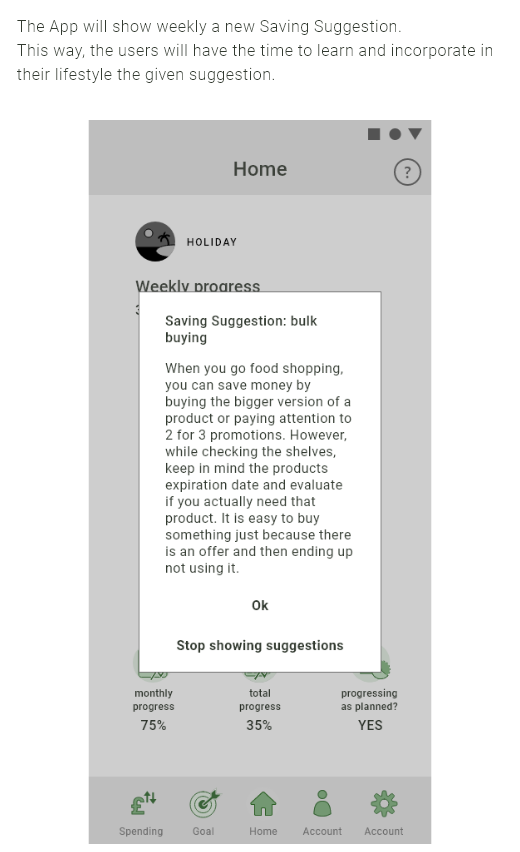 The App will show weekly a new Saving Suggestion.
This way, the users will have the time to learn and incorporate in
their lifestyle the given suggestion.
Home
?
HOLIDAY
Weekly progress
Saving Suggestion: bulk
buying
When you go food shopping,
you can save money by
buying the bigger version of a
product or paying attention to
2 for 3 promotions. However,
while checking the shelves,
keep in mind the products
expiration date and evaluate
if you actually need that
product. It is easy to buy
something just because there
is an offer and then ending up
not using it.
Ok
Stop showing suggestions
monthly total progressing
progress progress as planned?
75% 35% YES
£
Spending Goal Home Account Account